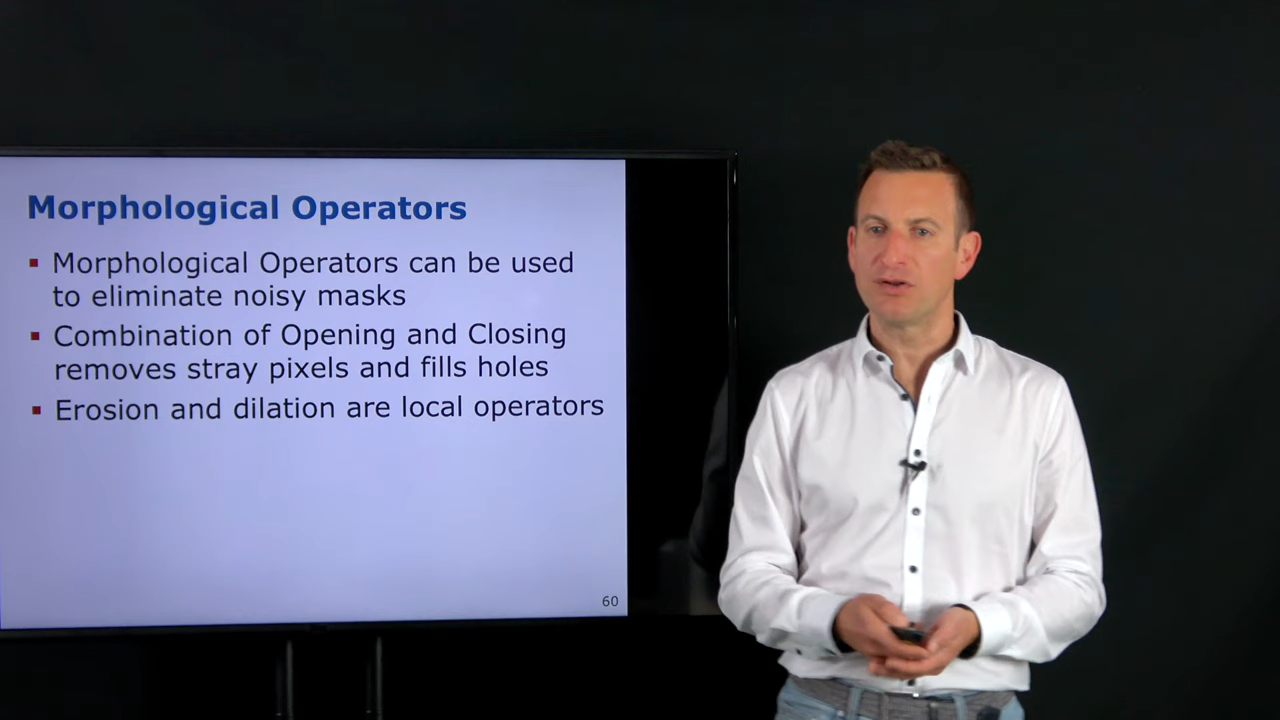 Morphological Operators
▪ Morphological Operators can be used
to eliminate noisy masks
▪ Combination of Opening and Closing
removes stray pixels and fills holes
▪ Erosion and dilation are local operators
60